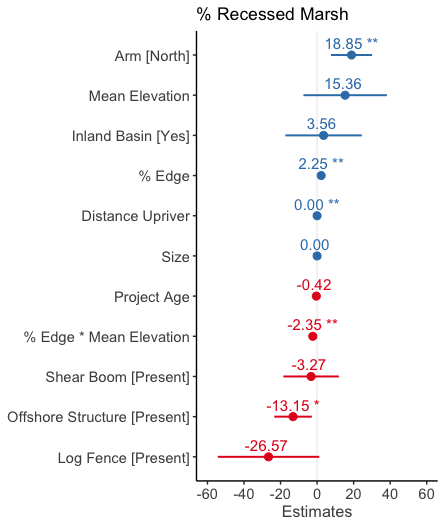 % Recessed Marsh
Arm [North] 18.85 **
Mean Elevation 15.36
Inland Basin [Yes] 3.56
% Edge 2.25 **
Distance Upriver 0.00 **
Size 0.00
Project Age -0.42
% Edge * Mean Elevation -2.35 **
Shear Boom [Present] -3.27
Offshore Structure [Present] -13.15 *
Log Fence [Present] -26.57
-60 -40 -20 0 20 40 60
Estimates